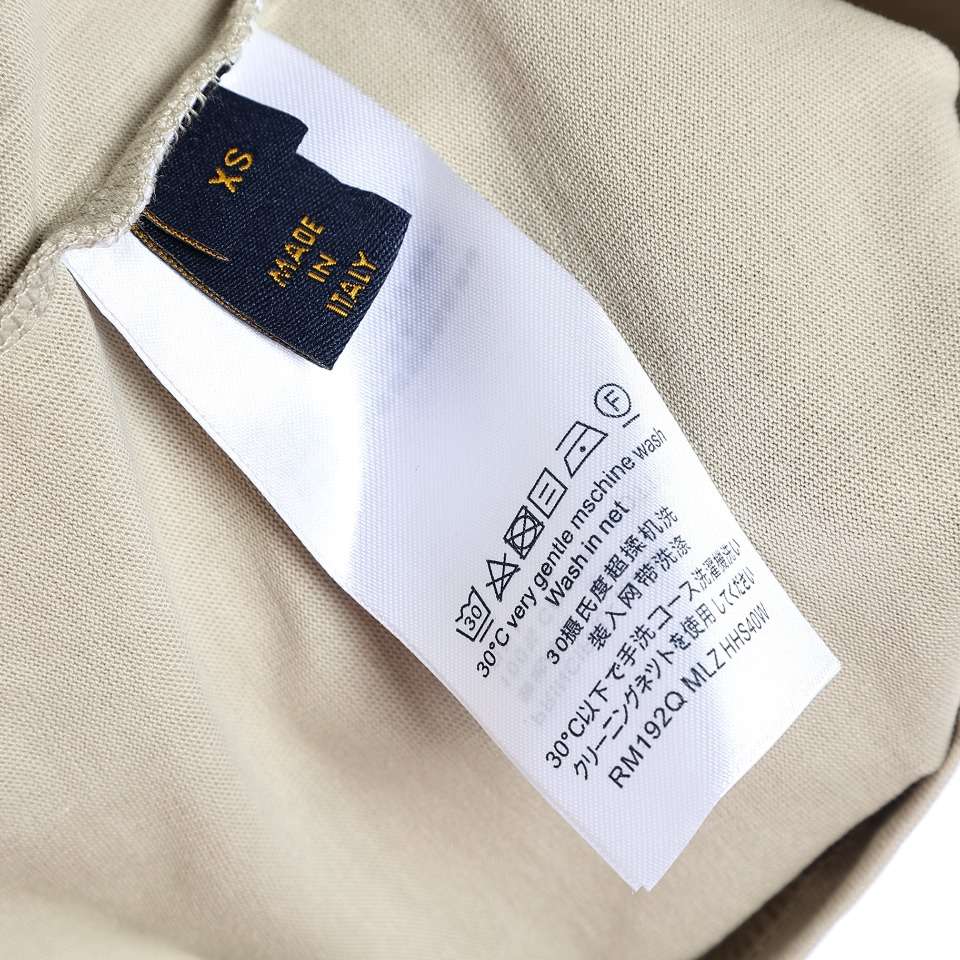 XS
MADE
IN
ITALY
30
F
30°C very gentle mschine wash
Wash in net
30摄氏度超揉机洗
装入网带洗涤
30°C以下で手洗コース洗濯機洗い
クリーニングネットを使用してください
RM192Q MLZ HHS40W